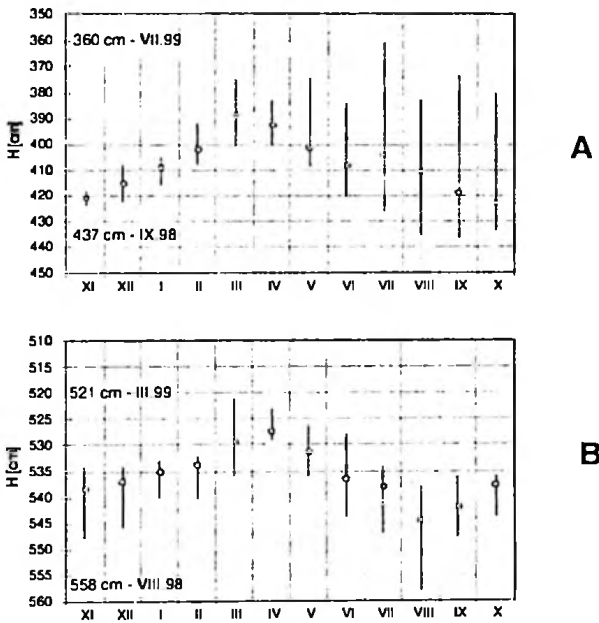 350
360
370
380
390
400
410
420
430
440
450
H [cm]
360 cm - VII.99
437 cm - IX.98
XI XII I II III IV V VI VII VIII IX X
A
510
515
520
525
530
535
540
545
550
555
560
H [cm]
521 cm - III.99
558 cm - VIII.98
XI XII I II III IV V VI VII VIII IX X
B